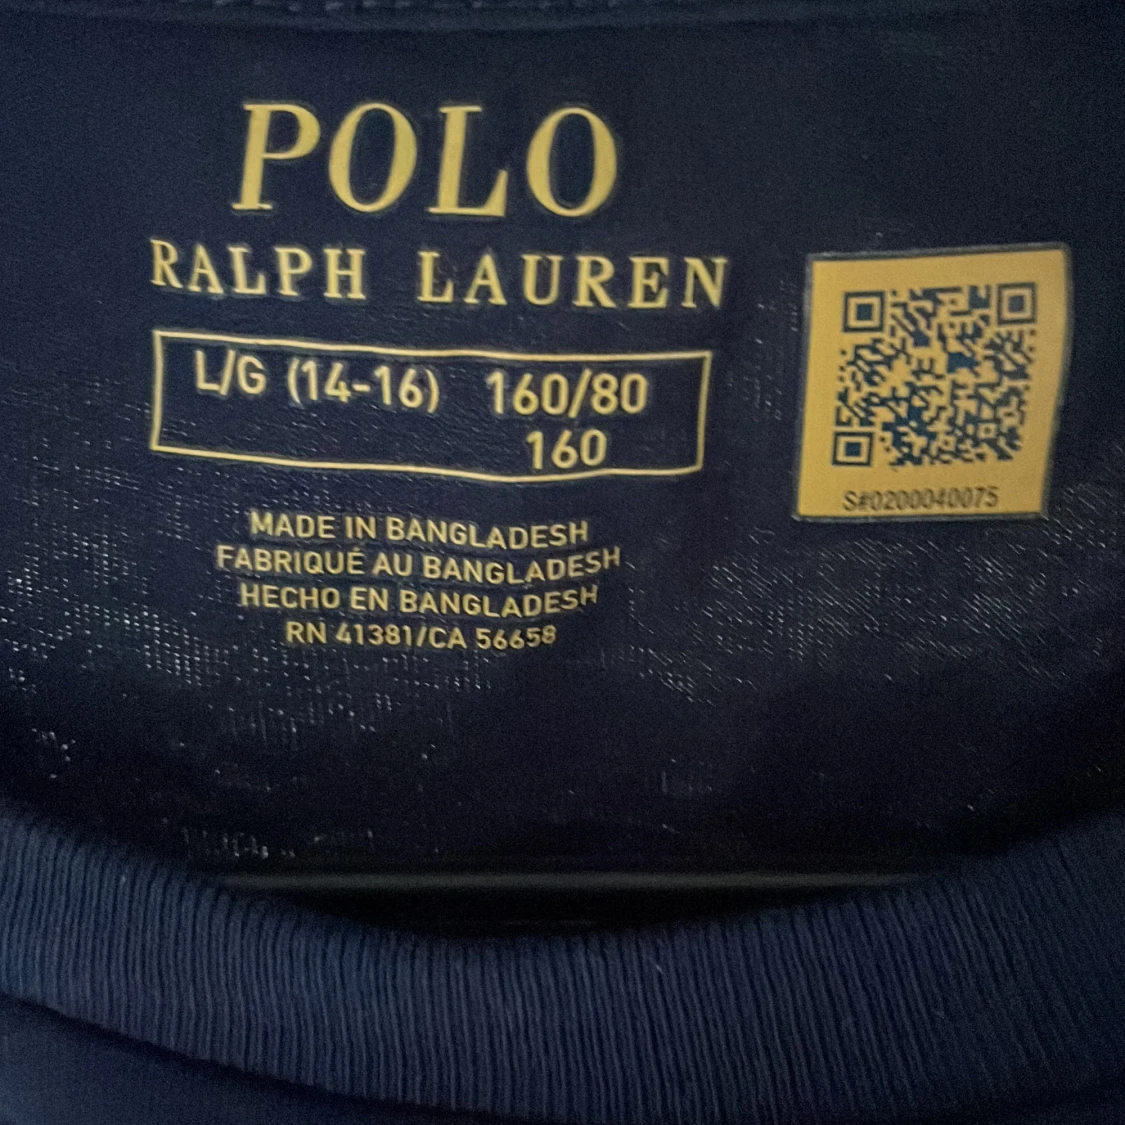 POLO
RALPH LAUREN
L/G (14-16) 160/80
160
MADE IN BANGLADESH
FABRIQUÉ AU BANGLADESH
HECHO EN BANGLADESH
RN 41381/CA 56658
S#0200040075